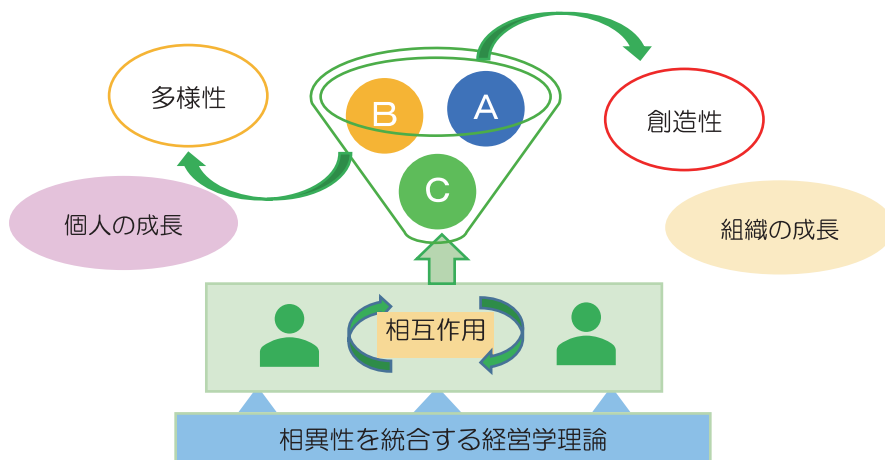 多様性
B
A
創造性
C
個人の成長
組織の成長
相互作用
相異性を統合する経営学理論